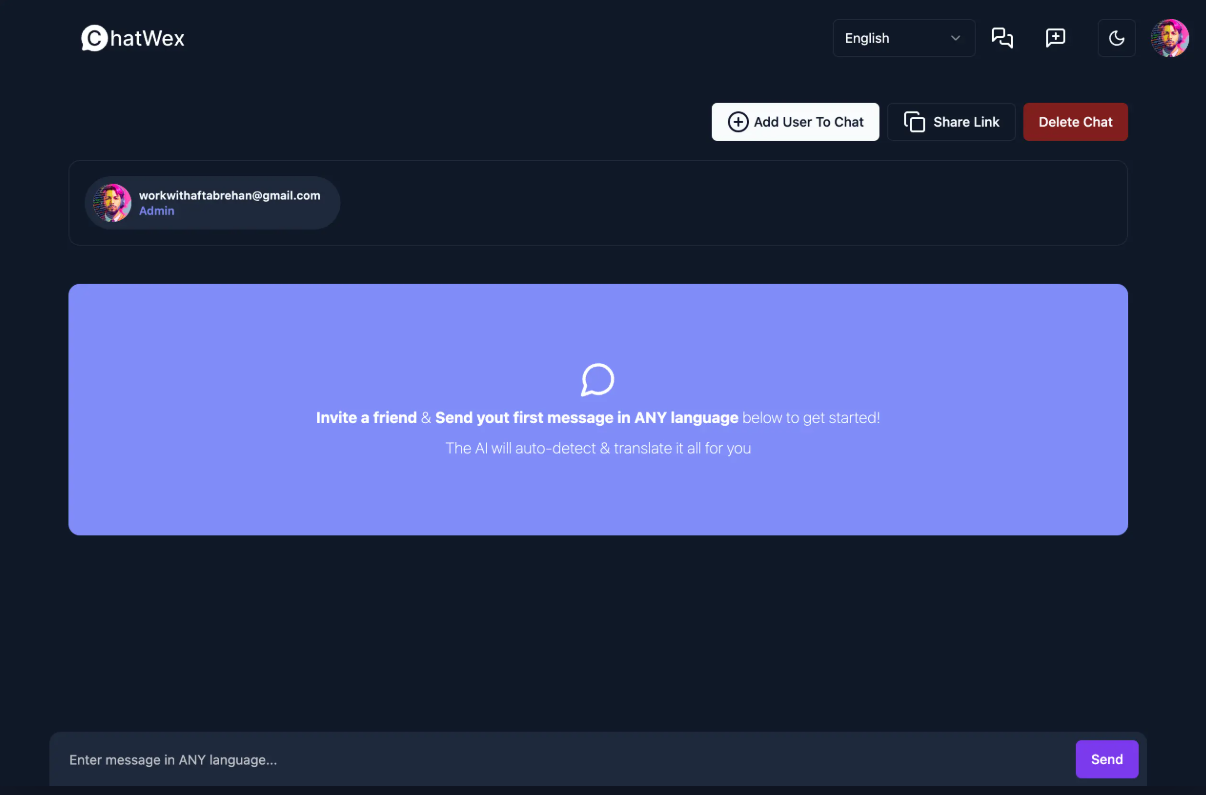 ChatWex
English
Add User To Chat
Share Link
Delete Chat
workwithaftabrehan@gmail.com
Admin
Invite a friend & Send yout first message in ANY language below to get started!
The AI will auto-detect & translate it all for you
Enter message in ANY language...
Send